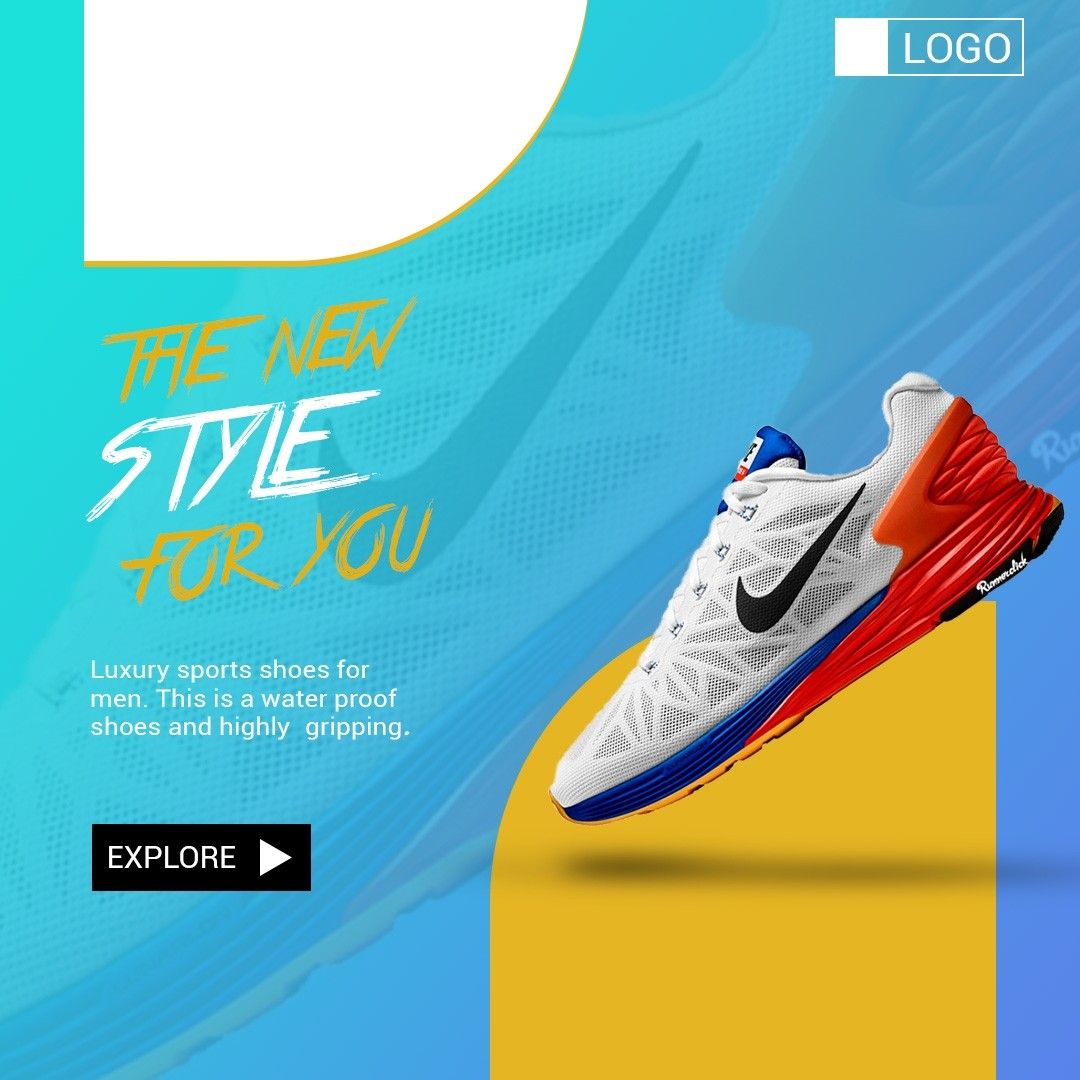 LOGO
THE NEW
STYLE
FOR YOU
Luxury sports shoes for
men. This is a water proof
shoes and highly  gripping.
EXPLORE